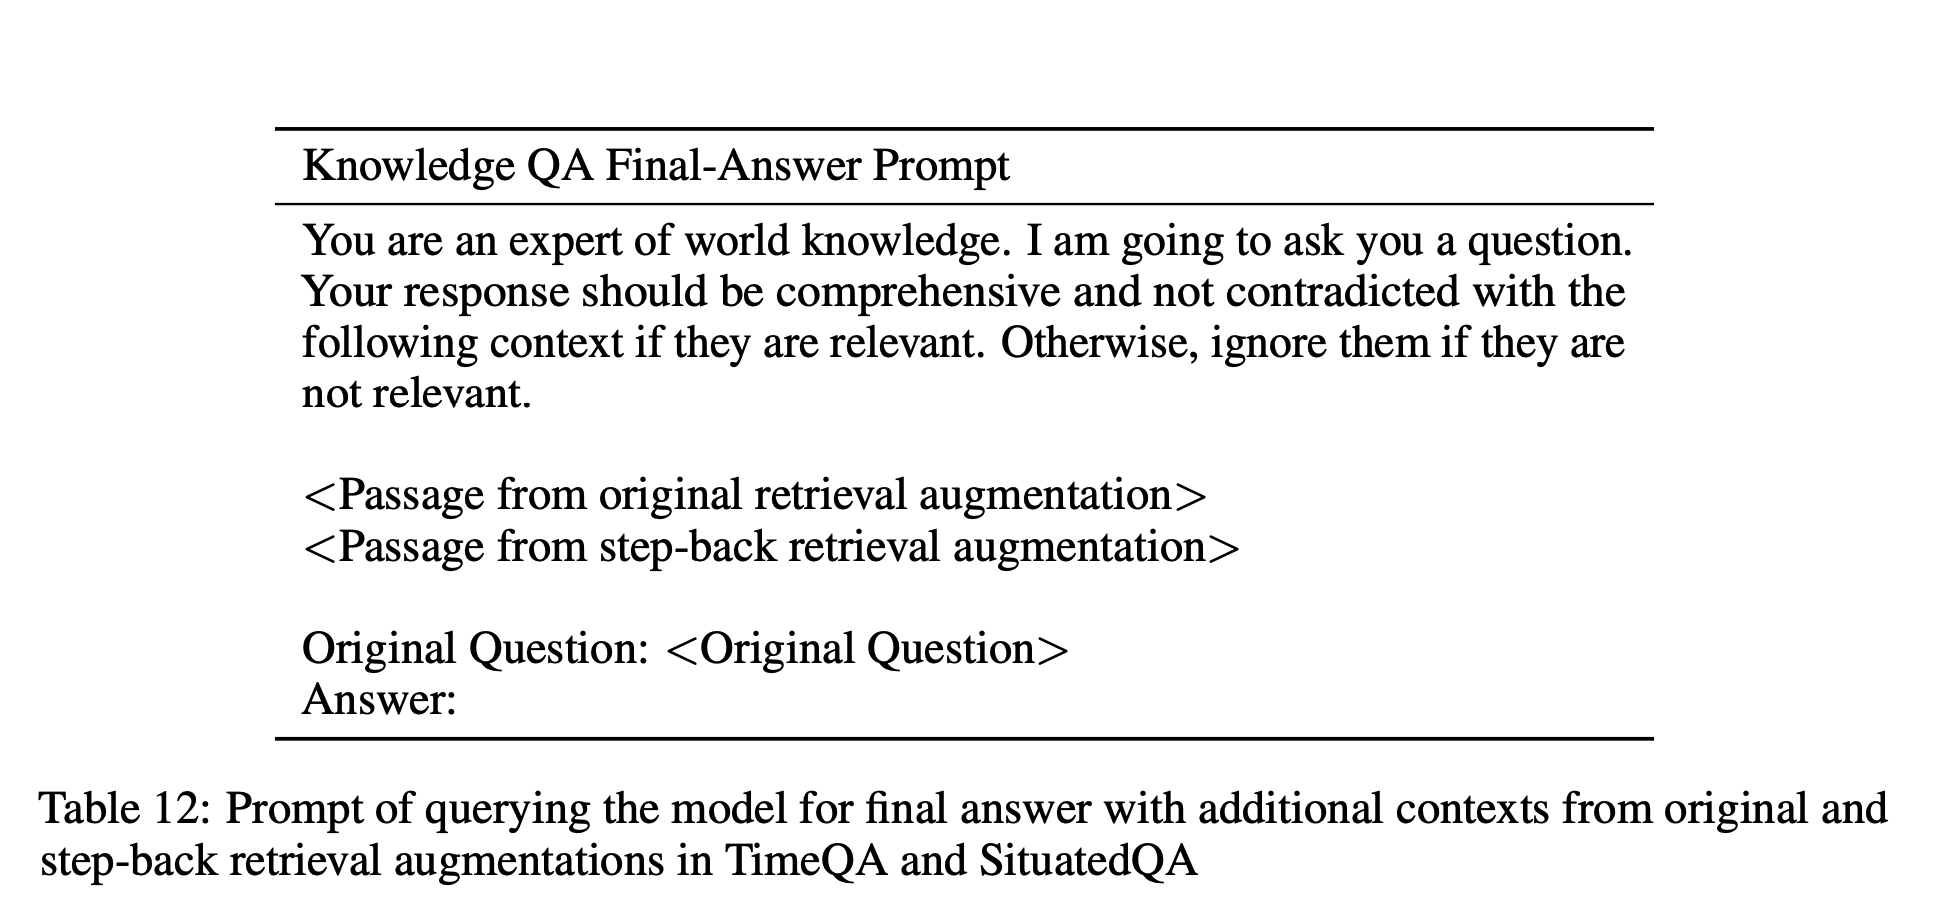 Knowledge QA Final-Answer Prompt
You are an expert of world knowledge. I am going to ask you a question.
Your response should be comprehensive and not contradicted with the
following context if they are relevant. Otherwise, ignore them if they are
not relevant.
<Passage from original retrieval augmentation>
<Passage from step-back retrieval augmentation>
Original Question: <Original Question>
Answer:
Table 12: Prompt of querying the model for final answer with additional contexts from original and
step-back retrieval augmentations in TimeQA and SituatedQA